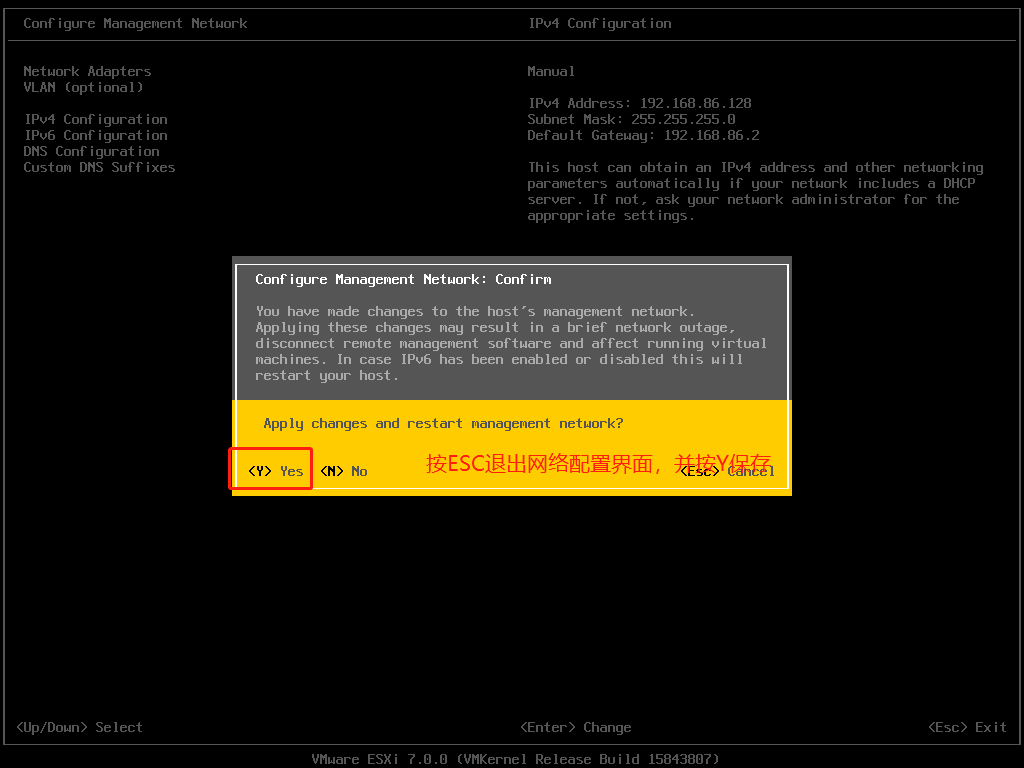 Configure Management Network
IPv4 Configuration
Network Adapters
VLAN (optional)
IPv4 Configuration
IPv6 Configuration
DNS Configuration
Custom DNS Suffixes
Manual
IPv4 Address: 192.168.86.128
Subnet Mask: 255.255.255.0
Default Gateway: 192.168.86.2
This host can obtain an IPv4 address and other networking
parameters automatically if your network includes a DHCP
server. If not, ask your network administrator for the
appropriate settings.
Configure Management Network: Confirm
You have made changes to the host's management network.
Applying these changes may result in a brief network outage,
disconnect remote management software and affect running virtual
machines. In case IPv6 has been enabled or disabled this will
restart your host.
Apply changes and restart management network?
<Y> Yes <N> No
按ESC退出网络配置界面，并按Y保存
<Esc> Cancel
<Up/Down> Select
<Enter> Change
<Esc> Exit
VMware ESXi 7.0.0 (VMKernel Release Build 15843807)